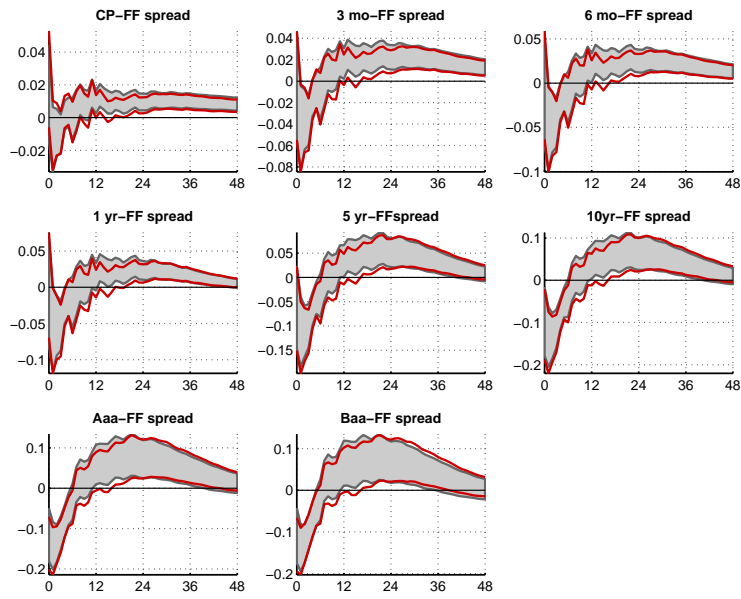 CP−FF spread
3 mo−FF spread
6 mo−FF spread
0.04
0.02
0
−0.02
0 12 24 36 48
0.04
0.02
0
−0.02
−0.04
−0.06
−0.08
0 12 24 36 48
0.05
0
−0.05
−0.1
0 12 24 36 48
1 yr−FF spread
5 yr−FFspread
10yr−FF spread
0.05
0
−0.05
−0.1
0 12 24 36 48
0.05
0
−0.05
−0.1
−0.15
0 12 24 36 48
0.1
0
−0.1
−0.2
0 12 24 36 48
Aaa−FF spread
Baa−FF spread
0.1
0
−0.1
−0.2
0 12 24 36 48
0.1
0
−0.1
−0.2
0 12 24 36 48